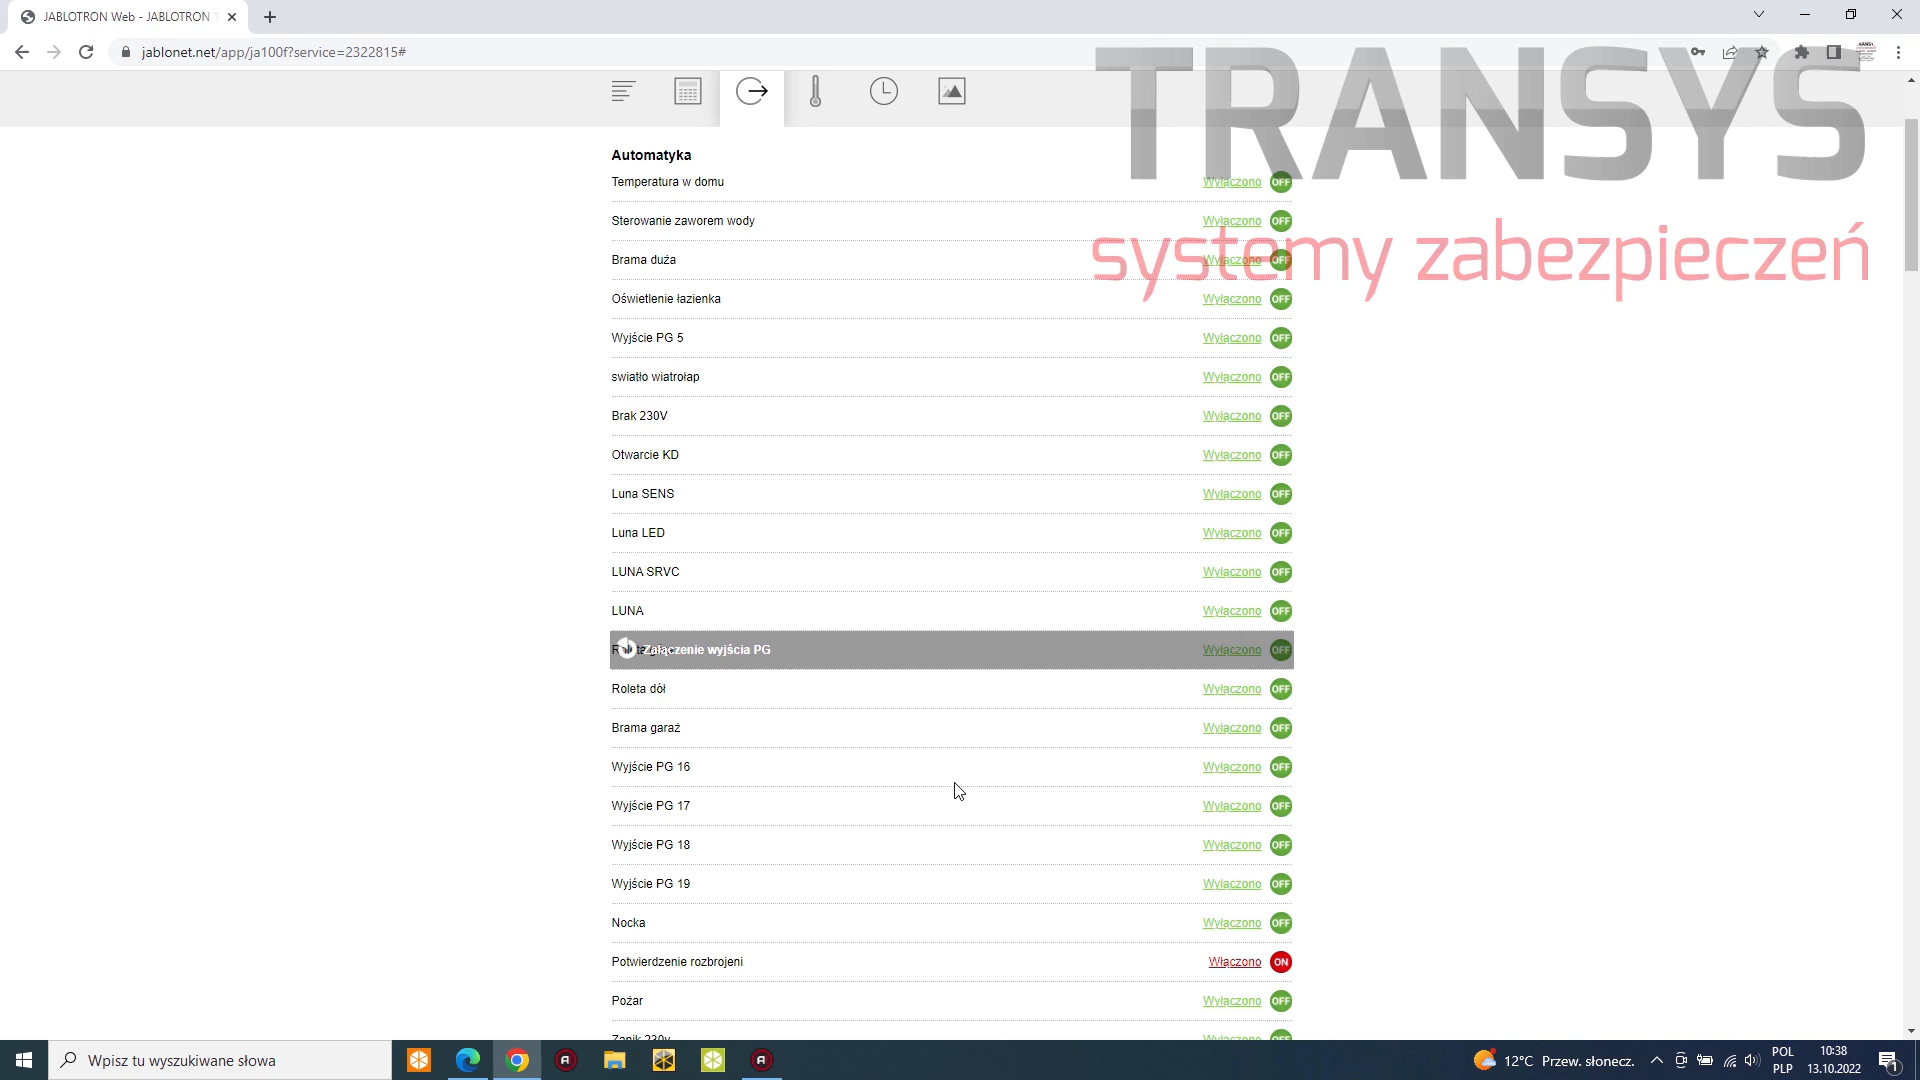 JABLOTRON Web - JABLOTRON
jablonet.net/app/ja100f?service=2322815#
TRANSYS
systemy zabezpieczeń
Automatyka
Temperatura w domu Wyłączono OFF
Sterowanie zaworem wody Wyłączono OFF
Brama duża Wyłączono OFF
Oświetlenie łazienka Wyłączono OFF
Wyjście PG 5 Wyłączono OFF
swiatło wiatrołap Wyłączono OFF
Brak 230V Wyłączono OFF
Otwarcie KD Wyłączono OFF
Luna SENS Wyłączono OFF
Luna LED Wyłączono OFF
LUNA SRVC Wyłączono OFF
LUNA Wyłączono OFF
Załączenie wyjścia PG Wyłączono OFF
Roleta dół Wyłączono OFF
Brama garaż Wyłączono OFF
Wyjście PG 16 Wyłączono OFF
Wyjście PG 17 Wyłączono OFF
Wyjście PG 18 Wyłączono OFF
Wyjście PG 19 Wyłączono OFF
Nocka Wyłączono OFF
Potwierdzenie rozbrojeni Włączono ON
Pożar Wyłączono OFF
Zanik 230v Wyłączono OFF
Wpisz tu wyszukiwane słowa
12°C Przew. słonecz.
POL
PLP
10:38
13.10.2022
1